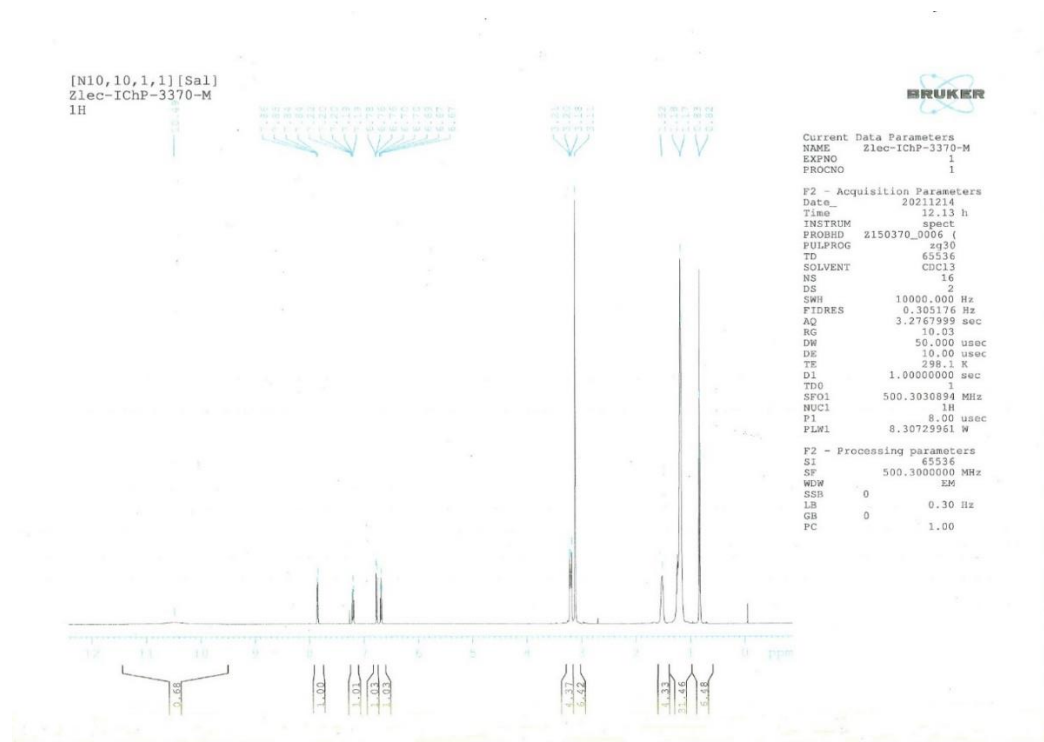 [N10,10,1,1][Sal]
Zlec-IChP-3370-M
1H
BRUKER
Current Data Parameters
NAME Zlec-IChP-3370-M
EXPNO 1
PROCNO 1
F2 - Acquisition Parameters
Date_ 20211214
Time 12.13 h
INSTRUM spect
PROBHD Z150370_0006 (
PULPROG zg30
TD 65536
SOLVENT CDCl3
NS 16
DS 2
SWH 10000.000 Hz
FIDRES 0.305176 Hz
AQ 3.2767999 sec
RG 10.03
DW 50.000 usec
DE 10.00 usec
TE 298.1 K
D1 1.00000000 sec
TD0 1
SFO1 500.3030894 MHz
NUC1 1H
P1 8.00 usec
PLW1 8.30729961 W
F2 - Processing parameters
SI 65536
SF 500.3000000 MHz
WDW EM
SSB 0
LB 0.30 Hz
GB 0
PC 1.00
12 11 10 9 8 7 6 5 4 3 2 1 0 ppm
0.68 1.00 1.01 1.03 1.03 4.37 6.42 4.33 31.46 6.48